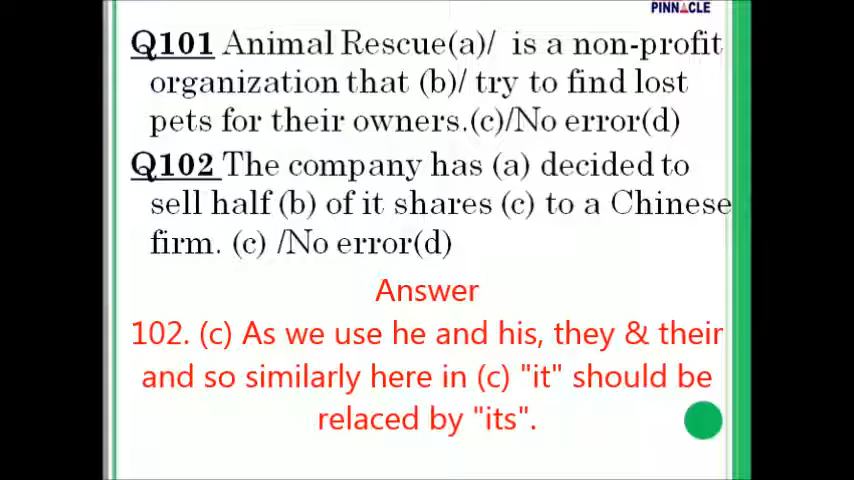 PINNACLE
Q101 Animal Rescue(a)/ is a non-profit
organization that (b)/ try to find lost
pets for their owners.(c)/No error(d)
Q102 The company has (a) decided to
sell half (b) of it shares (c) to a Chinese
firm. (c) /No error(d)
Answer
102. (c) As we use he and his, they & their
and so similarly here in (c) "it" should be
relaced by "its".